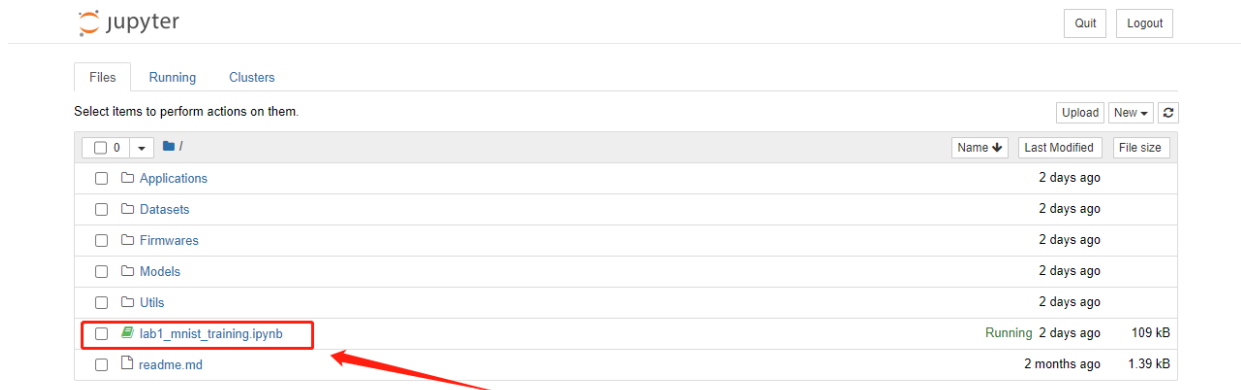 jupyter Quit Logout
Files Running Clusters
Select items to perform actions on them. Upload New
0 / Name Last Modified File size
Applications 2 days ago
Datasets 2 days ago
Firmwares 2 days ago
Models 2 days ago
Utils 2 days ago
lab1_mnist_training.ipynb Running 2 days ago 109 kB
readme.md 2 months ago 1.39 kB